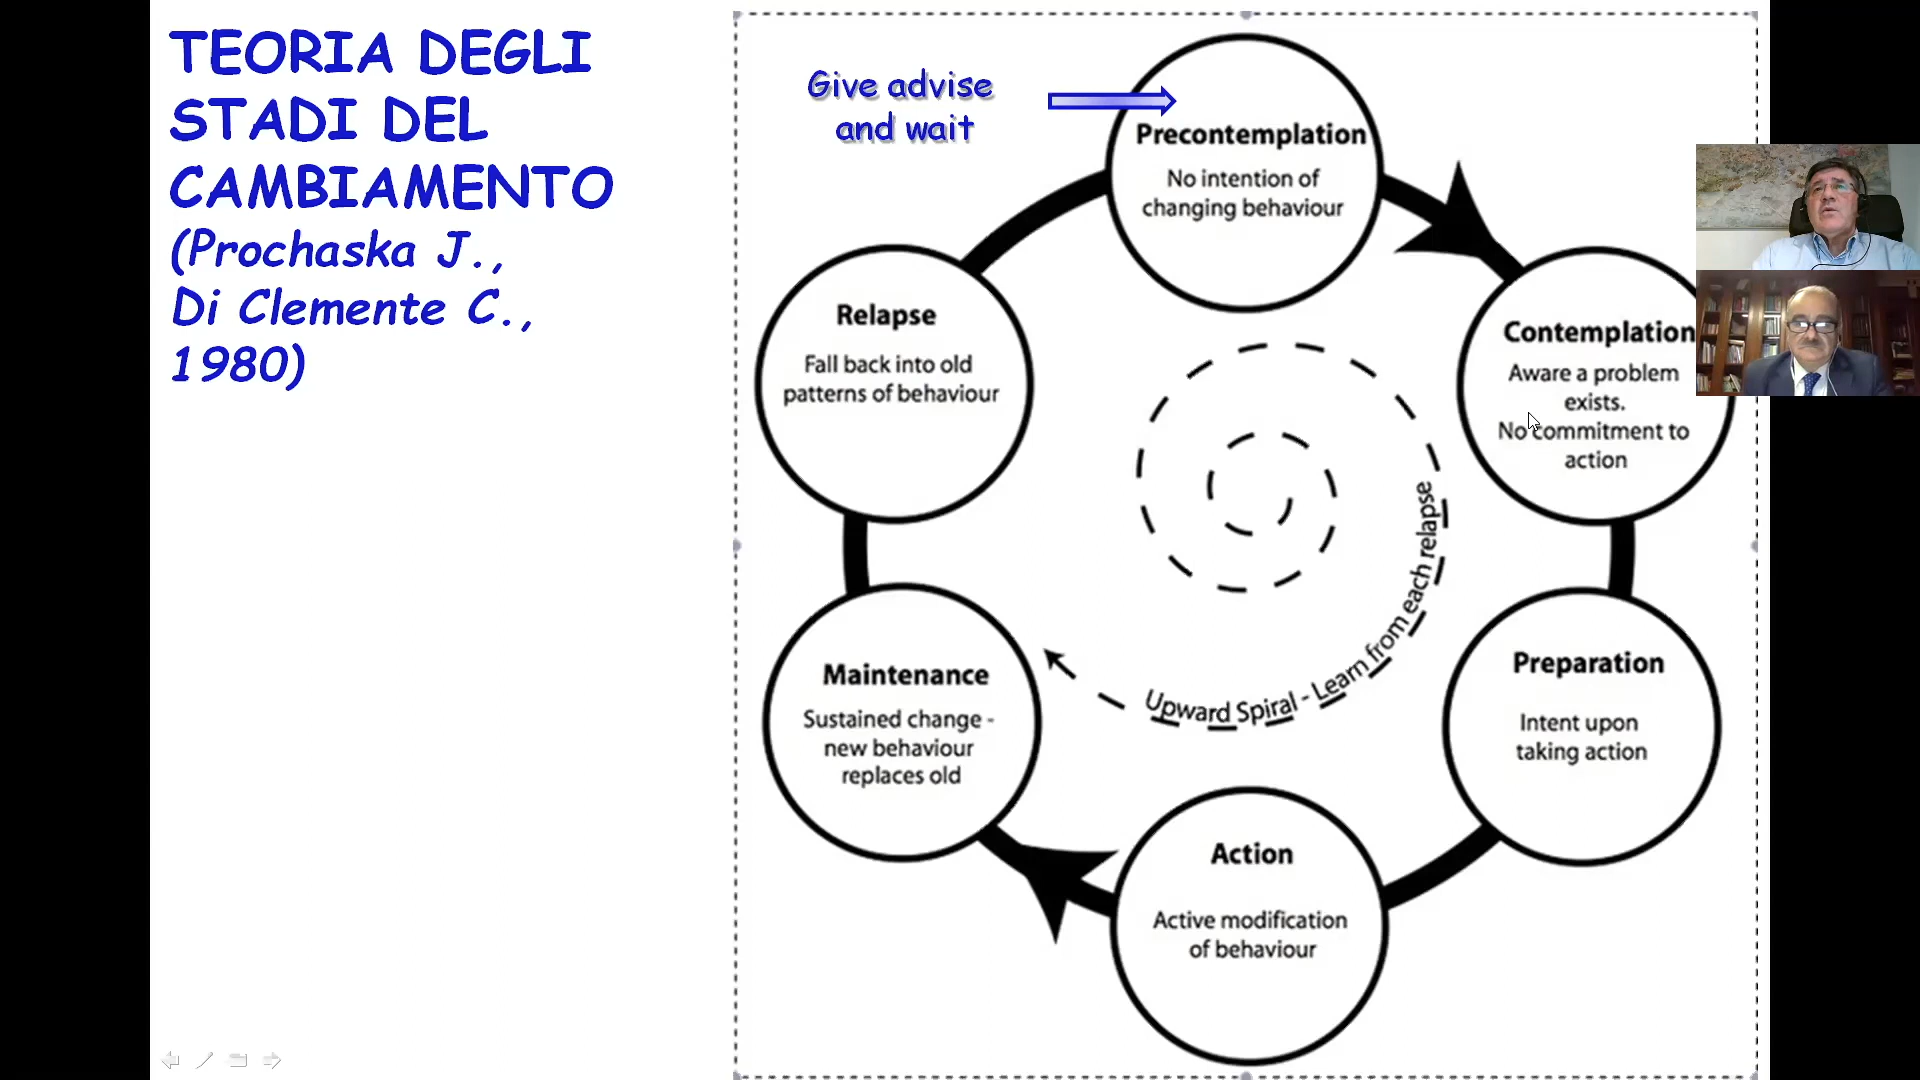 TEORIA DEGLI
STADI DEL
CAMBIAMENTO
(Prochaska J.,
Di Clemente C.,
1980)
Give advise
and wait
Precontemplation
No intention of
changing behaviour
Contemplation
Aware a problem
exists.
No commitment to
action
Preparation
Intent upon
taking action
Action
Active modification
of behaviour
Maintenance
Sustained change -
new behaviour
replaces old
Relapse
Fall back into old
patterns of behaviour
Upward Spiral - Learn from each relapse